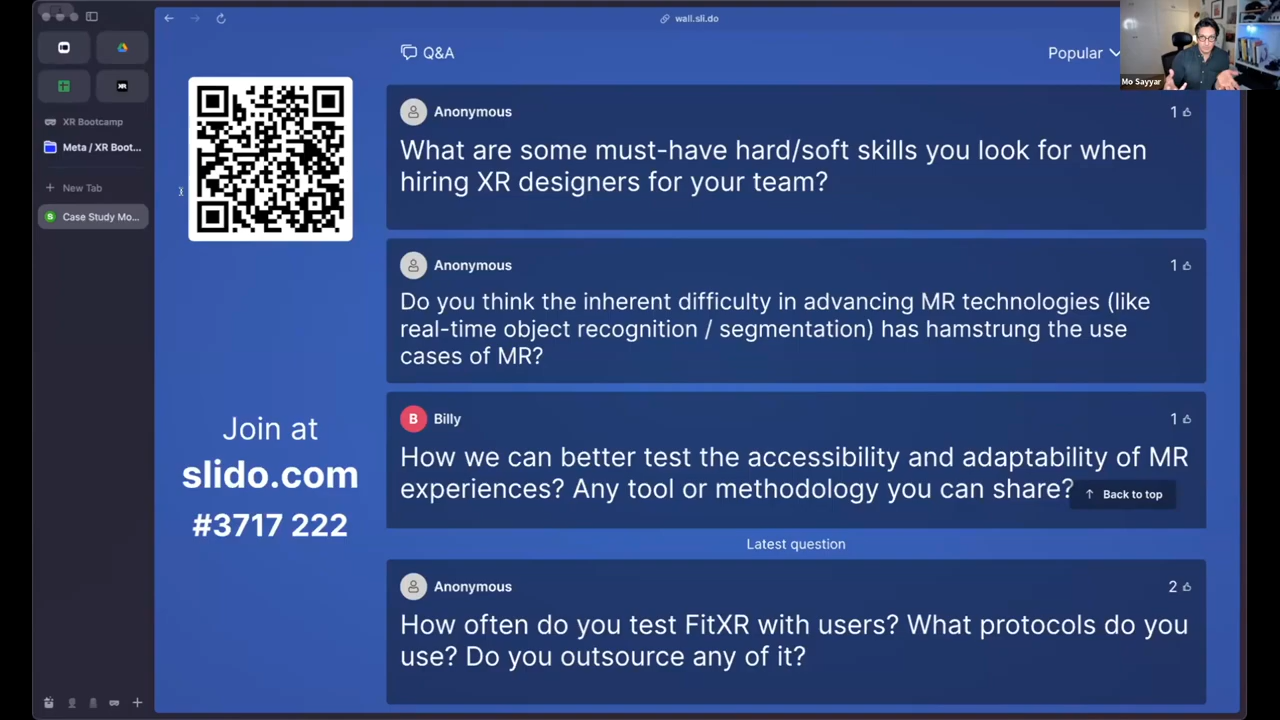 wall.sli.do
Mo Sayyar
XR Bootcamp
Meta / XR Boot...
New Tab
Case Study Mo...
Q&A
Popular
Anonymous
1
What are some must-have hard/soft skills you look for when
hiring XR designers for your team?
Anonymous
1
Do you think the inherent difficulty in advancing MR technologies (like
real-time object recognition / segmentation) has hamstrung the use
cases of MR?
B
Billy
1
How we can better test the accessibility and adaptability of MR
experiences? Any tool or methodology you can share?
Back to top
Join at
slido.com
#3717 222
Latest question
Anonymous
2
How often do you test FitXR with users? What protocols do you
use? Do you outsource any of it?